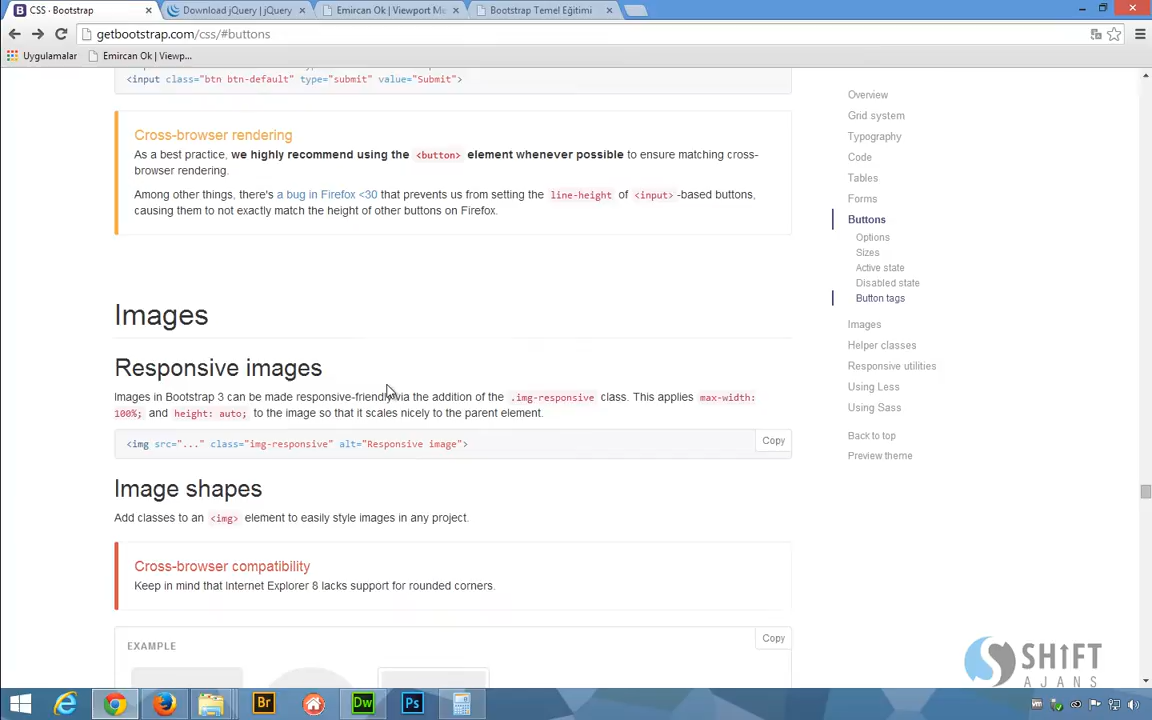 CSS · Bootstrap
Download jQuery | jQuery
Emircan Ok | Viewport Me
Bootstrap Temel Eğitimi
getbootstrap.com/css/#buttons
Uygulamalar
Emircan Ok | Viewp...
<input class="btn btn-default" type="submit" value="Submit">
Cross-browser rendering
As a best practice, we highly recommend using the <button> element whenever possible to ensure matching cross-
browser rendering.
Among other things, there's a bug in Firefox <30 that prevents us from setting the line-height of <input>-based buttons,
causing them to not exactly match the height of other buttons on Firefox.
Images
Responsive images
Images in Bootstrap 3 can be made responsive-friendly via the addition of the .img-responsive class. This applies max-width:
100%; and height: auto; to the image so that it scales nicely to the parent element.
<img src="..." class="img-responsive" alt="Responsive image">
Copy
Image shapes
Add classes to an <img> element to easily style images in any project.
Cross-browser compatibility
Keep in mind that Internet Explorer 8 lacks support for rounded corners.
EXAMPLE
Copy
Overview
Grid system
Typography
Code
Tables
Forms
Buttons
Options
Sizes
Active state
Disabled state
Button tags
Images
Helper classes
Responsive utilities
Using Less
Using Sass
Back to top
Preview theme
SHIFT
AJANS
Br
Dw
Ps